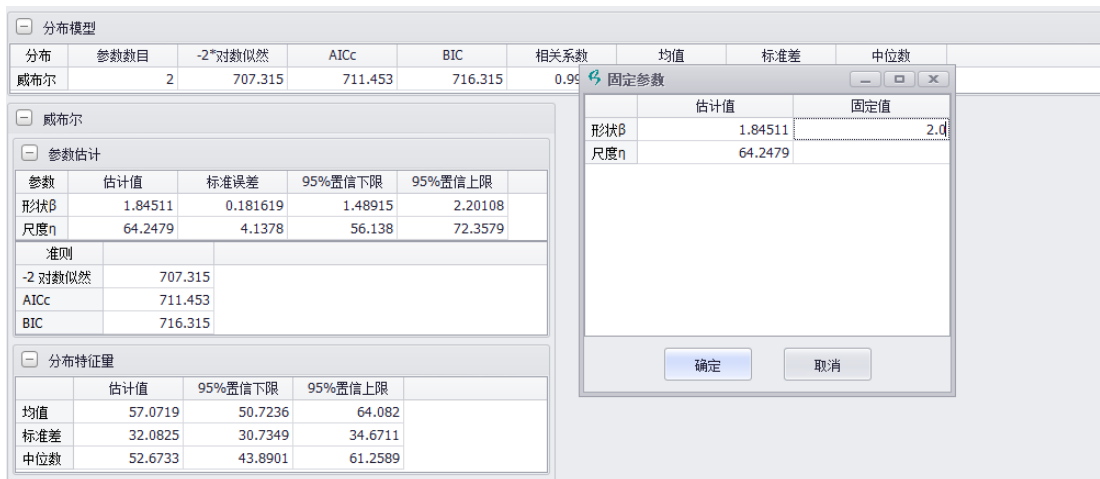 分布模型
分布 参数数目 -2*对数似然 AICc BIC 相关系数 均值 标准差 中位数
威布尔 2 707.315 711.453 716.315 0.99
威布尔
参数估计
参数 估计值 标准误差 95%置信下限 95%置信上限
形状β 1.84511 0.181619 1.48915 2.20108
尺度η 64.2479 4.1378 56.138 72.3579
准则
-2 对数似然 707.315
AICc 711.453
BIC 716.315
分布特征量
估计值 95%置信下限 95%置信上限
均值 57.0719 50.7236 64.082
标准差 32.0825 30.7349 34.6711
中位数 52.6733 43.8901 61.2589
固定参数
估计值 固定值
形状β 1.84511 2.0
尺度η 64.2479
确定 取消